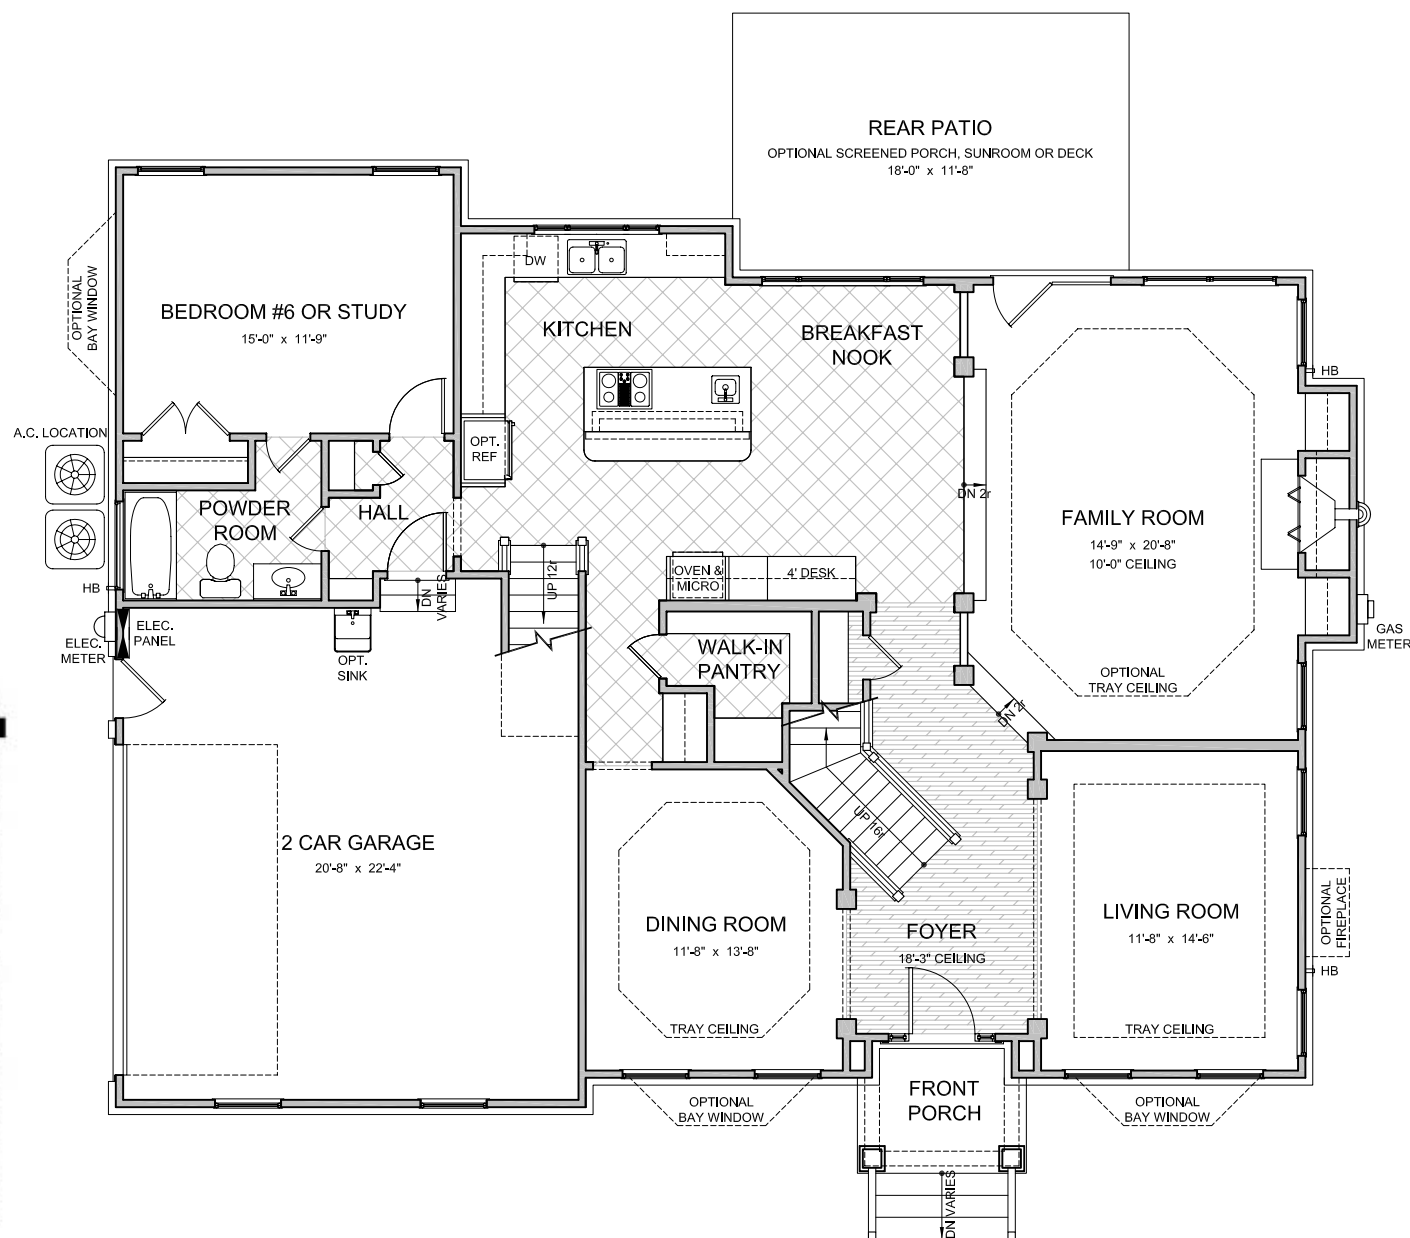 REAR PATIO
OPTIONAL SCREENED PORCH, SUNROOM OR DECK
18'-0" x 11'-8"
OPTIONAL
BAY WINDOW
BEDROOM #6 OR STUDY
15'-0" x 11'-9"
DW
KITCHEN
BREAKFAST
NOOK
HB
A.C. LOCATION
OPT.
REF
POWDER
ROOM
HALL
DN 2r
FAMILY ROOM
14'-9" x 20'-8"
10'-0" CEILING
HB
UP 12r
OVEN &
MICRO
4' DESK
DN
VARIES
ELEC.
METER
ELEC.
PANEL
OPT.
SINK
WALK-IN
PANTRY
GAS
METER
OPTIONAL
TRAY CEILING
DN 2r
UP 16r
2 CAR GARAGE
20'-8" x 22'-4"
DINING ROOM
11'-8" x 13'-8"
TRAY CEILING
FOYER
18'-3" CEILING
LIVING ROOM
11'-8" x 14'-6"
TRAY CEILING
OPTIONAL
FIREPLACE
HB
OPTIONAL
BAY WINDOW
FRONT
PORCH
OPTIONAL
BAY WINDOW
DN VARIES